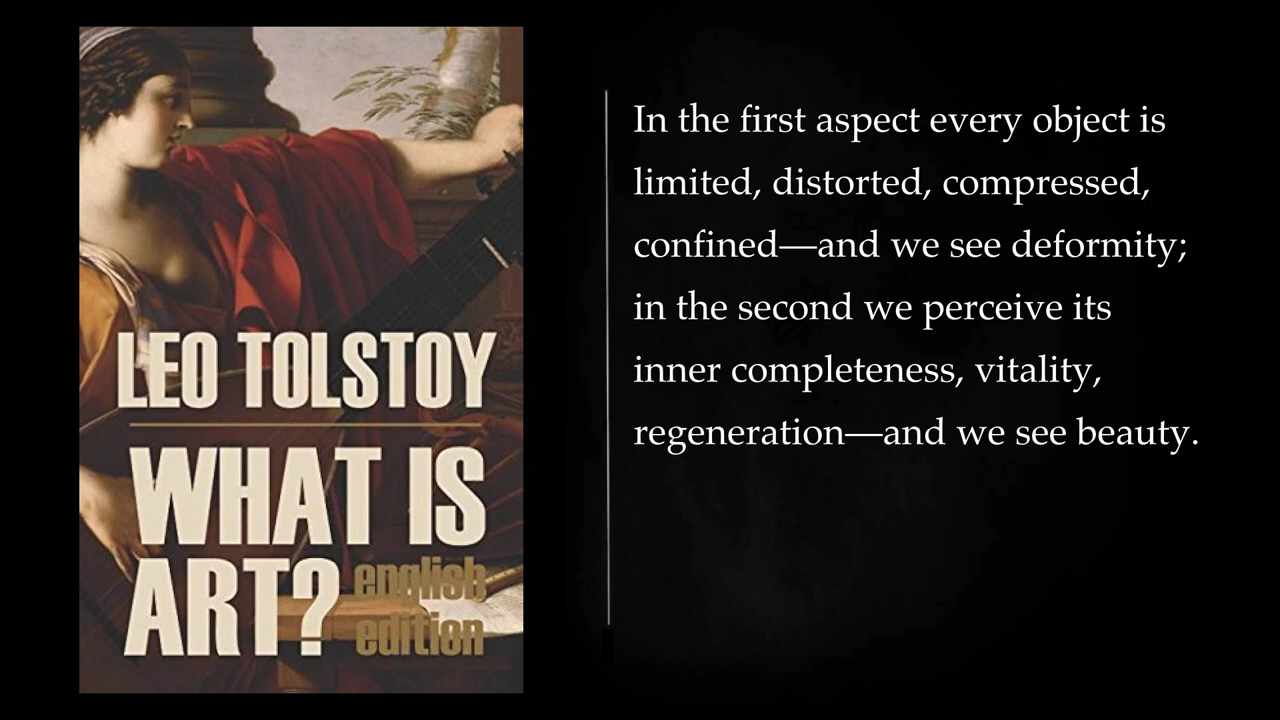 LEO TOLSTOY
WHAT IS
ART?
english
edition
In the first aspect every object is
limited, distorted, compressed,
confined—and we see deformity;
in the second we perceive its
inner completeness, vitality,
regeneration—and we see beauty.